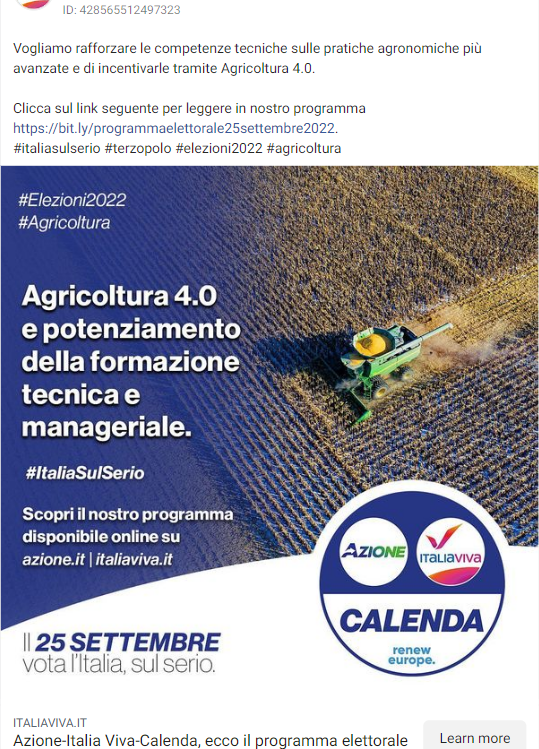 ID: 428565512497323
Vogliamo rafforzare le competenze tecniche sulle pratiche agronomiche più
avanzate e di incentivarle tramite Agricoltura 4.0.
Clicca sul link seguente per leggere in nostro programma
https://bit.ly/programmaelettorale25settembre2022.
#italiasulserio #terzopolo #elezioni2022 #agricoltura
#Elezioni2022
#Agricoltura
Agricoltura 4.0
e potenziamento
della formazione
tecnica e
manageriale.
#ItaliaSulSerio
Scopri il nostro programma
disponibile online su
azione.it | italiaviva.it
AZIONE
ITALIAVIVA
CALENDA
renew
europe.
Il 25 SETTEMBRE
vota l'Italia, sul serio.
ITALIAVIVA.IT
Azione-Italia Viva-Calenda, ecco il programma elettorale
Learn more